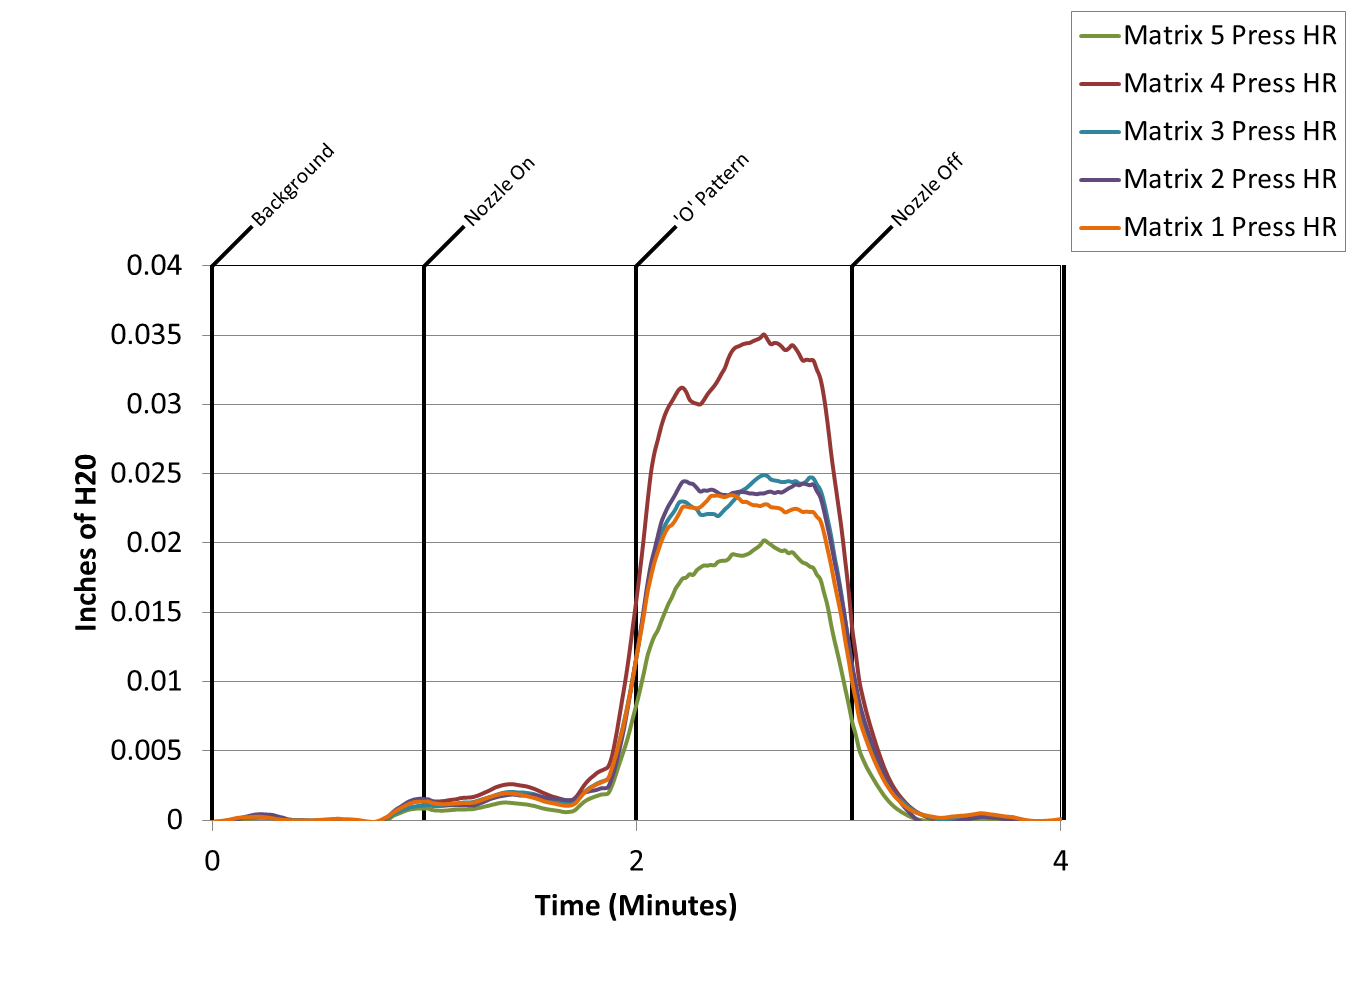 Matrix 5 Press HR
Matrix 4 Press HR
Matrix 3 Press HR
Matrix 2 Press HR
Matrix 1 Press HR
Background
Nozzle On
'O' Pattern
Nozzle Off
0.04
0.035
0.03
0.025
0.02
0.015
0.01
0.005
0
Inches of H20
0
2
4
Time (Minutes)